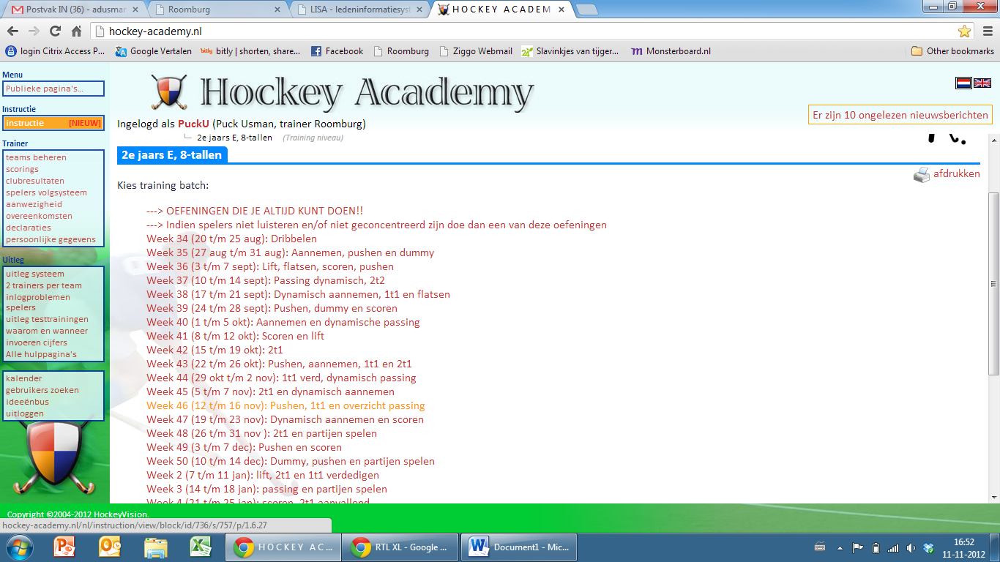 Postvak IN (36) - adusmar
Roomburg
LISA - ledeninformatiesyst
H O C K E Y A C A D E M
hockey-academy.nl
login Citrix Access P...
Google Vertalen
bitly | shorten, share...
Facebook
Roomburg
Ziggo Webmail
Slavinkjes van tijger...
Monsterboard.nl
Other bookmarks
Menu
Publieke pagina's...
Instructie
instructie [NIEUW]
Trainer
teams beheren
scorings
clubresultaten
spelers volgsysteem
aanwezigheid
overeenkomsten
declaraties
persoonlijke gegevens
Uitleg
uitleg systeem
2 trainers per team
inlogproblemen
spelers
uitleg testtrainingen
waarom en wanneer
invoeren cijfers
Alle hulppagina's
kalender
gebruikers zoeken
ideeënbus
uitloggen
Hockey Academy
Er zijn 10 ongelezen nieuwsberichten
Ingelogd als PuckU (Puck Usman, trainer Roomburg)
2e jaars E, 8-tallen (Training niveau)
2e jaars E, 8-tallen
afdrukken
Kies training batch:
---> OEFENINGEN DIE JE ALTIJD KUNT DOEN!!
---> Indien spelers niet luisteren en/of niet geconcentreerd zijn doe dan een van deze oefeningen
Week 34 (20 t/m 25 aug): Dribbelen
Week 35 (27 aug t/m 31 aug): Aannemen, pushen en dummy
Week 36 (3 t/m 7 sept): Lift, flatsen, scoren, pushen
Week 37 (10 t/m 14 sept): Passing dynamisch, 2t2
Week 38 (17 t/m 21 sept): Dynamisch aannemen, 1t1 en flatsen
Week 39 (24 t/m 28 sept): Pushen, dummy en scoren
Week 40 (1 t/m 5 okt): Aannemen en dynamische passing
Week 41 (8 t/m 12 okt): Scoren en lift
Week 42 (15 t/m 19 okt): 2t1
Week 43 (22 t/m 26 okt): Pushen, aannemen, 1t1 en 2t1
Week 44 (29 okt t/m 2 nov): 1t1 verd, dynamisch passing
Week 45 (5 t/m 7 nov): 2t1 en dynamisch aannemen
Week 46 (12 t/m 16 nov): Pushen, 1t1 en overzicht passing
Week 47 (19 t/m 23 nov): Dynamisch aannemen en scoren
Week 48 (26 t/m 31 nov ): 2t1 en partijen spelen
Week 49 (3 t/m 7 dec): Pushen en scoren
Week 50 (10 t/m 14 dec): Dummy, pushen en partijen spelen
Week 2 (7 t/m 11 jan): lift, 2t1 en 1t1 verdedigen
Week 3 (14 t/m 18 jan): passing en partijen spelen
Week 4 (21 t/m 25 jan): scoren, 2t1 aanvallend
Copyright ©2004-2012 HockeyVision.
hockey-academy.nl/nl/instruction/view/block/id/736/s/757/p/1.6.27
H O C K E Y A C ...
RTL XL - Google ...
Document1 - Mic...
16:52
11-11-2012